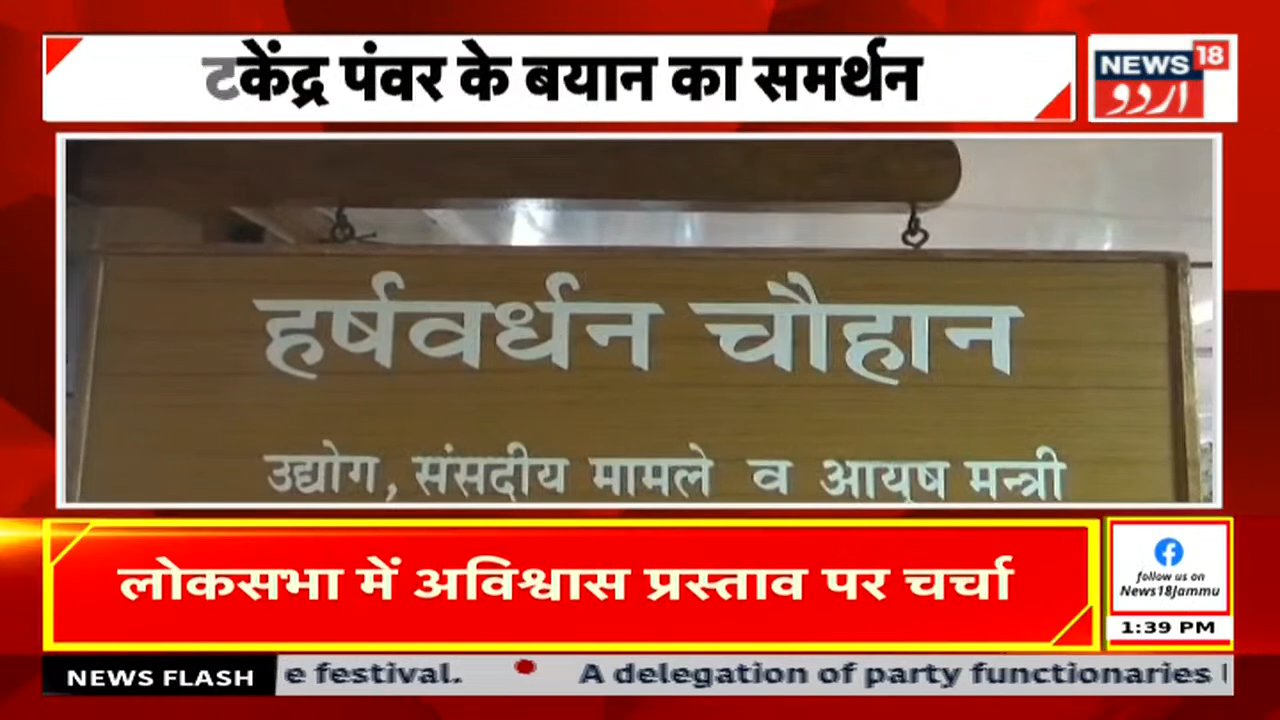 टकेंद्र पंवर के बयान का समर्थन
NEWS 18
اردو
हर्षवर्धन चौहान
उद्योग, संसदीय मामले व आयुष मन्त्री
लोकसभा में अविश्वास प्रस्ताव पर चर्चा
follow us on
News18Jammu
1:39 PM
NEWS FLASH
e festival. • A delegation of party functionaries